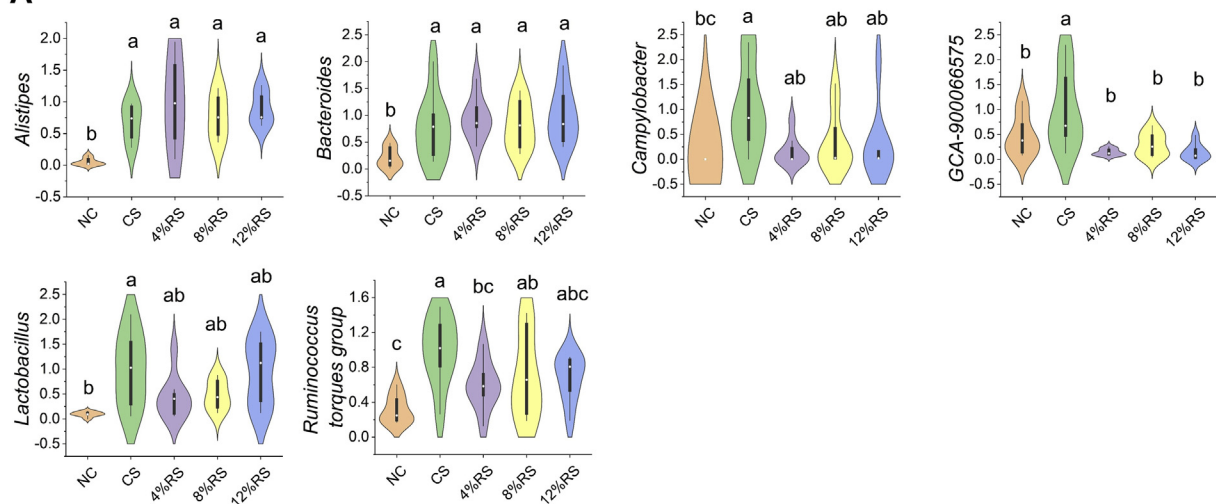 A
Alistipes
2.0
1.5
1.0
0.5
0.0
-0.5
b
a
a
a
a
NC
CS
4%RS
8%RS
12%RS
Bacteroides
2.5
2.0
1.5
1.0
0.5
0.0
-0.5
b
a
a
a
a
NC
CS
4%RS
8%RS
12%RS
Campylobacter
2.5
2.0
1.5
1.0
0.5
0.0
-0.5
bc
a
ab
ab
ab
NC
CS
4%RS
8%RS
12%RS
GCA-900066575
2.5
2.0
1.5
1.0
0.5
0.0
-0.5
b
a
b
b
b
NC
CS
4%RS
8%RS
12%RS
Lactobacillus
2.5
2.0
1.5
1.0
0.5
0.0
-0.5
b
a
ab
ab
ab
NC
CS
4%RS
8%RS
12%RS
Ruminococcus
torques group
1.6
1.2
0.8
0.4
0.0
c
a
bc
ab
abc
NC
CS
4%RS
8%RS
12%RS